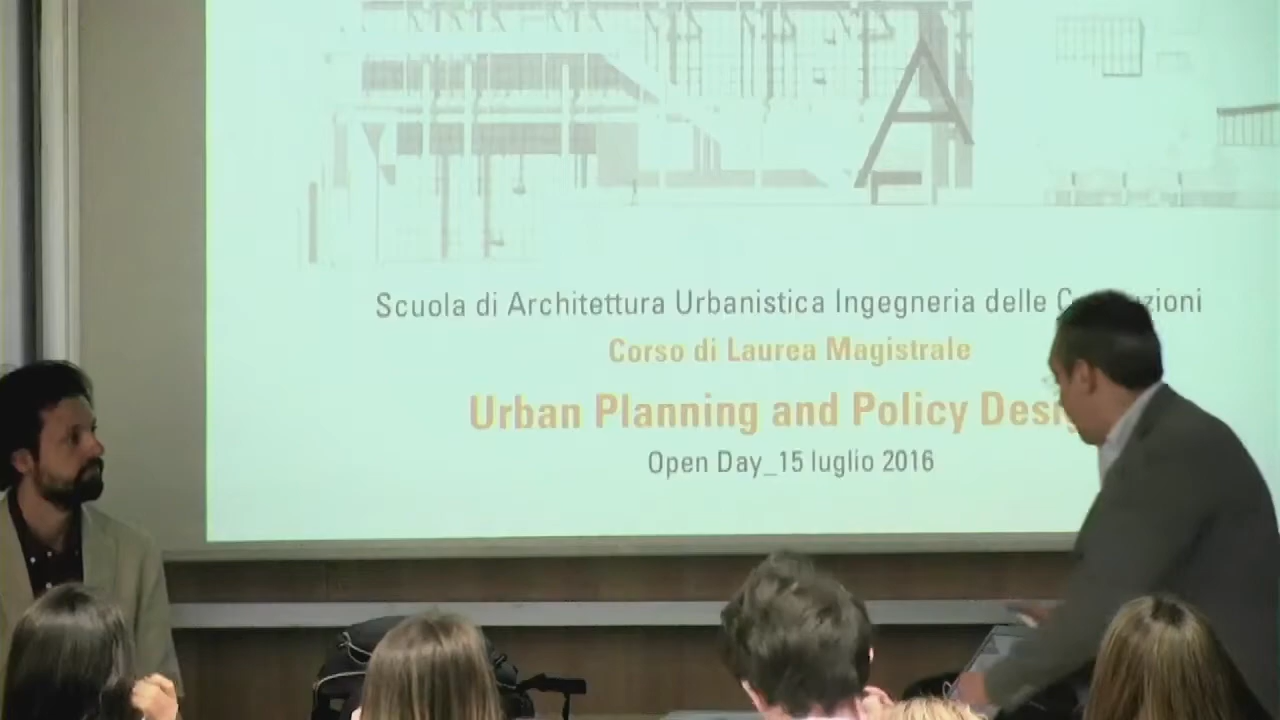 Scuola di Architettura Urbanistica Ingegneria delle
Corso di Laurea Magistrale
Urban Planning and Policy
Open Day_15 luglio 2016